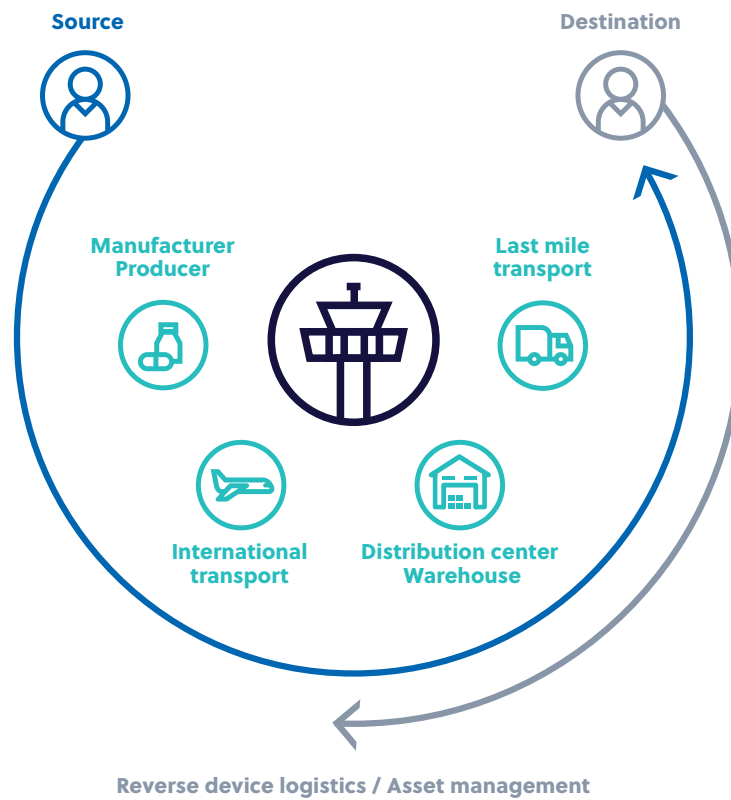 Source
Destination
Manufacturer
Producer
Last mile
transport
International
transport
Distribution center
Warehouse
Reverse device logistics / Asset management